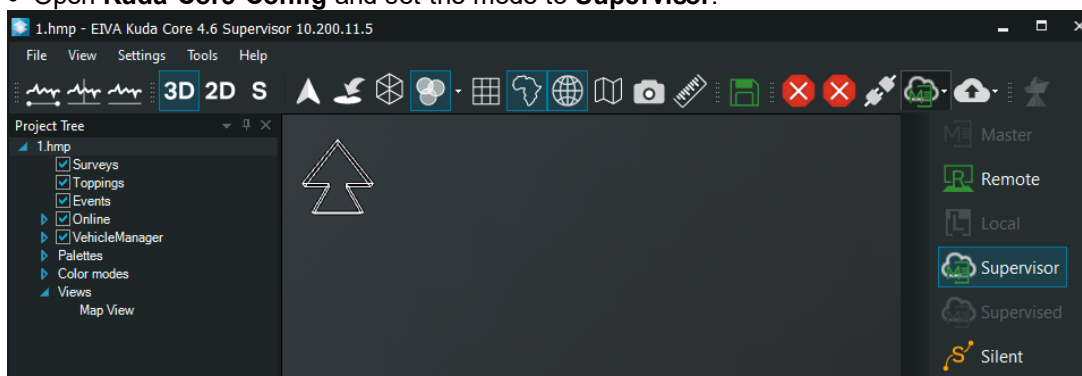 • Open Kuda Core Config and set the mode to Supervisor.
1.hmp - EIVA Kuda Core 4.6 Supervisor 10.200.11.5
File View Settings Tools Help
3D 2D S
Project Tree
1.hmp
Surveys
Toppings
Events
Online
VehicleManager
Palettes
Color modes
Views
Map View
M Master
R Remote
L Local
M Supervisor
M Supervised
S Silent